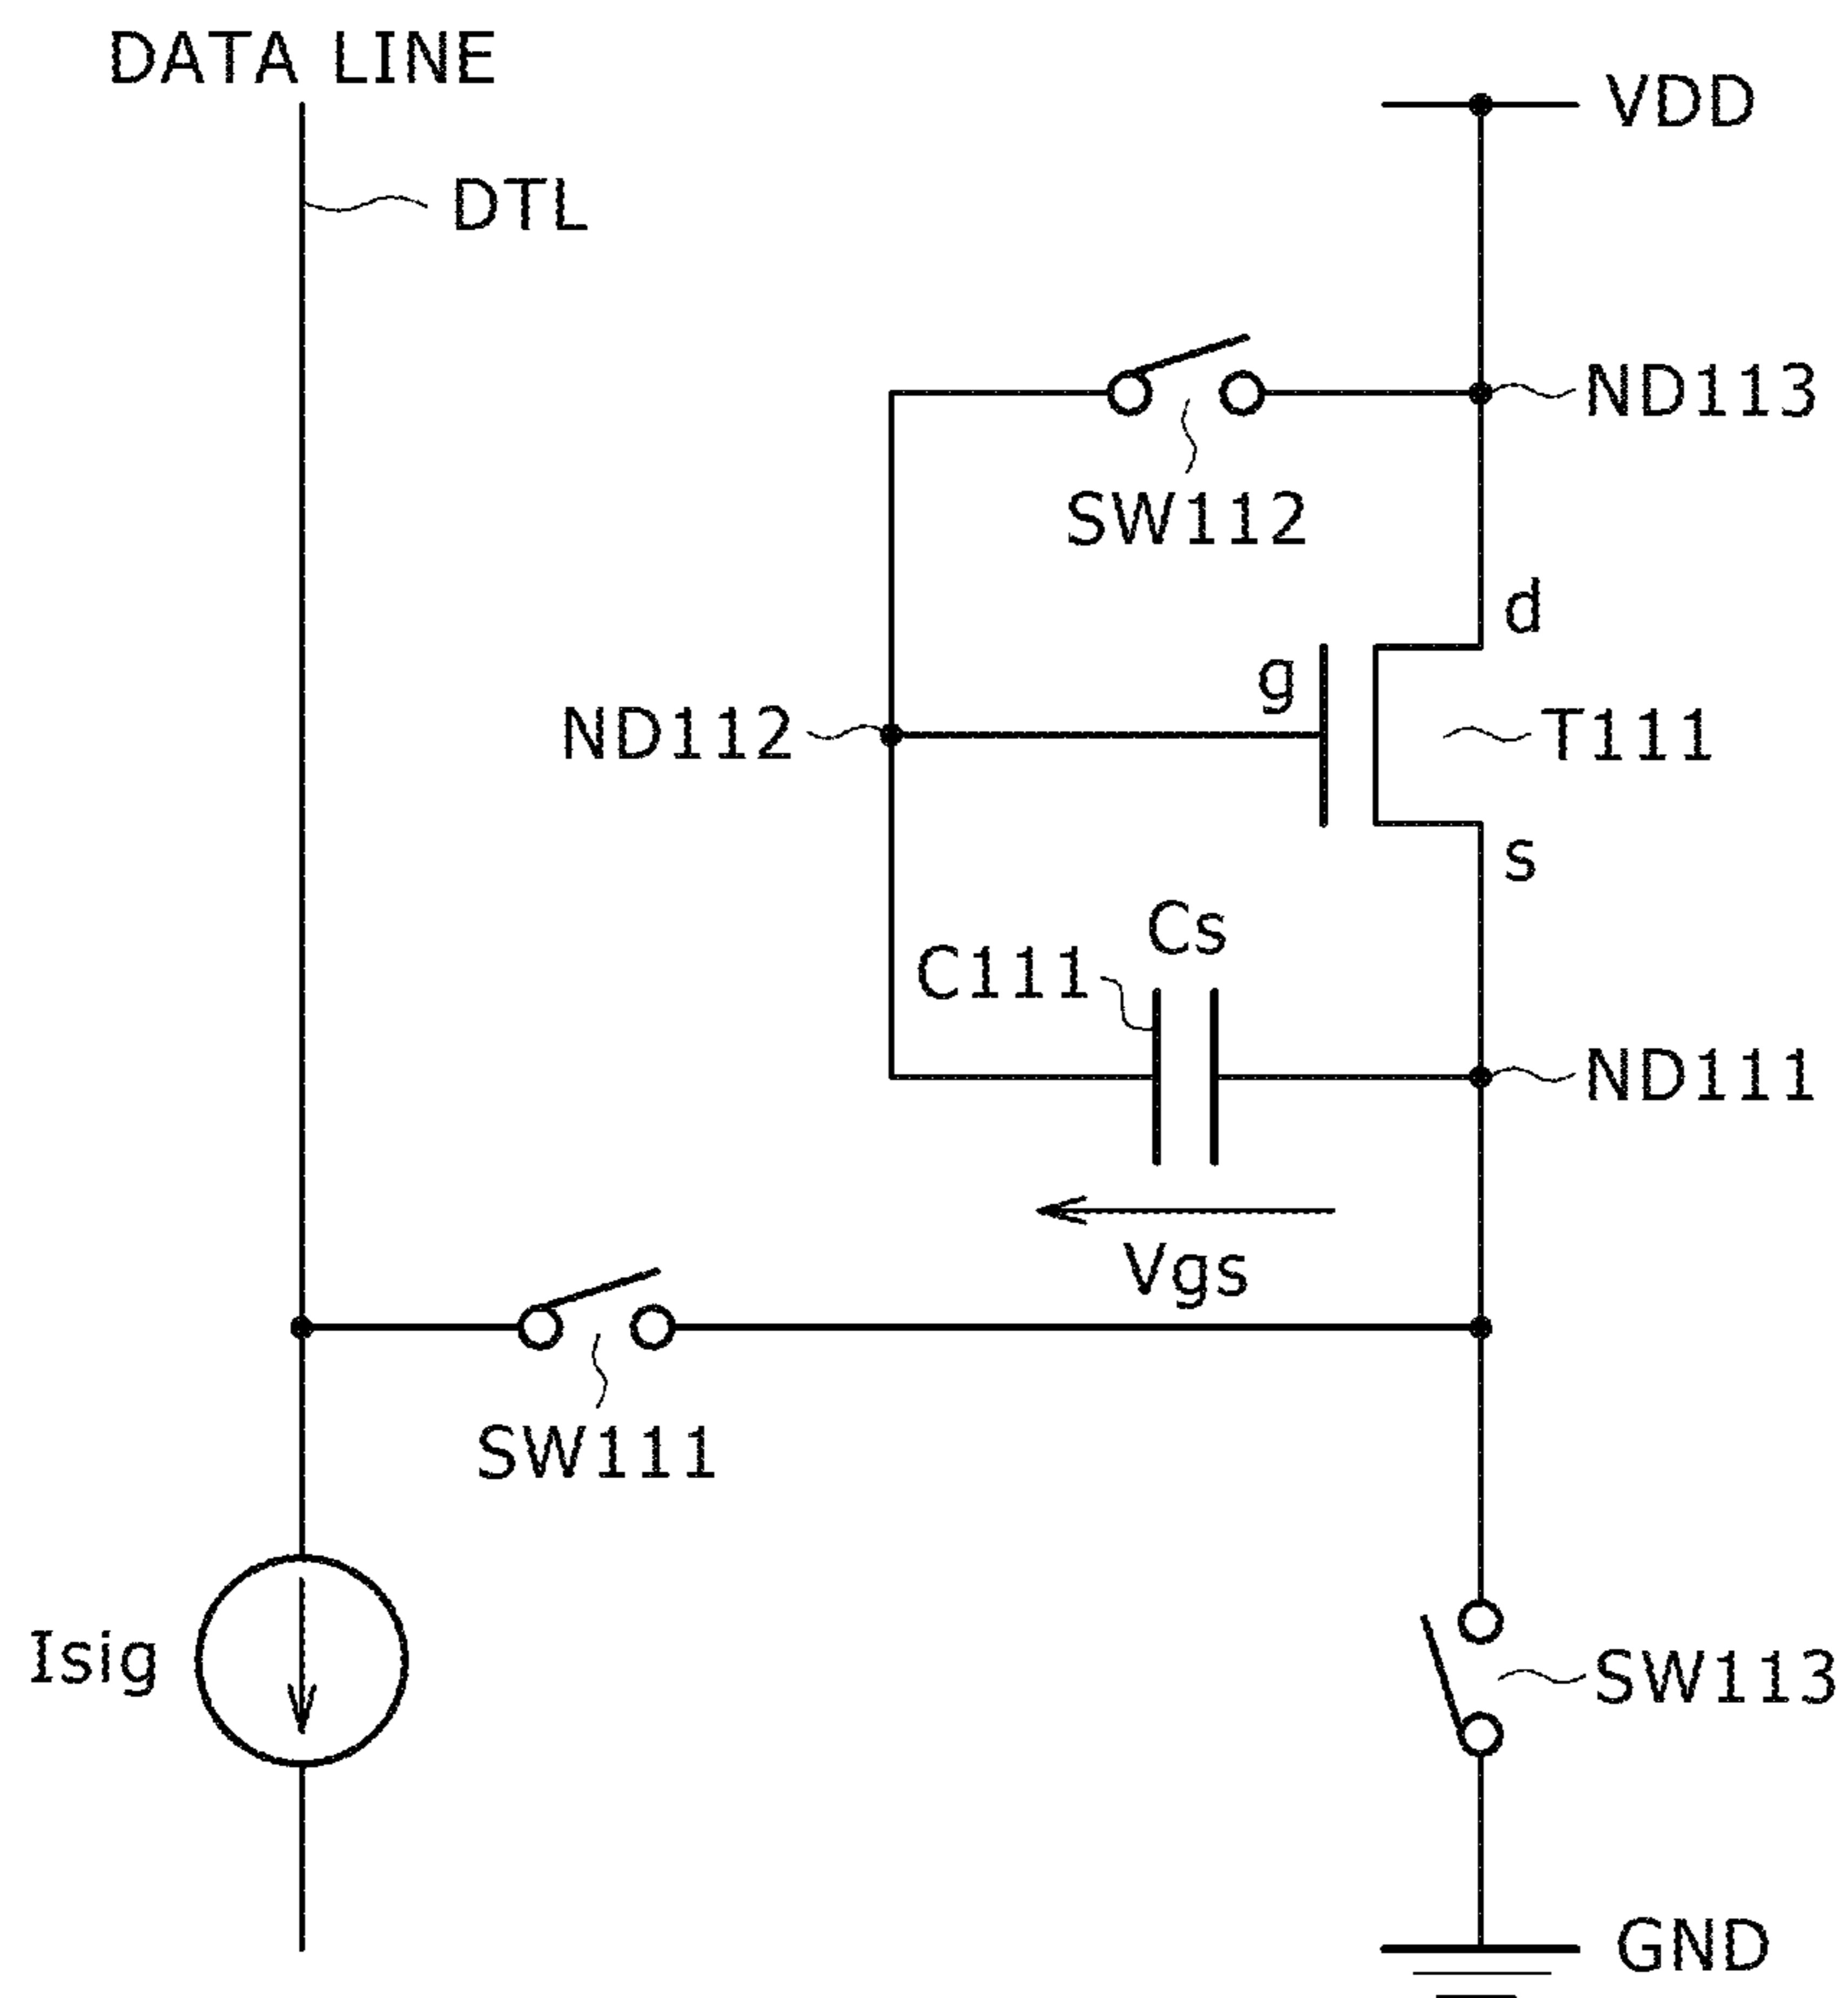 DATA LINE
VDD
DTL
ND113
SW112
d
g
ND112
T111
s
Cs
C111
ND111
Vgs
SW111
Isig
SW113
GND